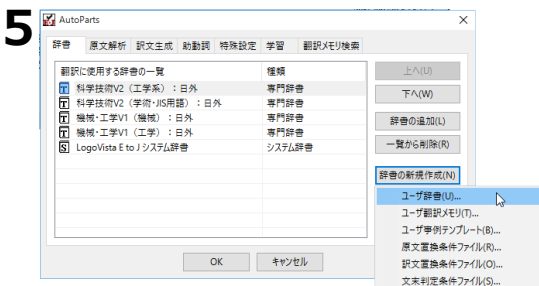 5
AutoParts
辞書 原文解析 訳文生成 助動詞 特殊設定 学習 翻訳メモリ検索
翻訳に使用する辞書の一覧 種類
科学技術V2（工学系）：日外 専門辞書
科学技術V2（学術・JIS用語）：日外 専門辞書
機械・工学V1（機械）：日外 専門辞書
機械・工学V1（工学）：日外 専門辞書
LogoVista E to J システム辞書 システム辞書
上へ(U)
下へ(W)
辞書の追加(L)
一覧から削除(R)
辞書の新規作成(N)
ユーザ辞書(U)...
ユーザ翻訳メモリ(T)...
ユーザ事例テンプレート(B)...
原文置換条件ファイル(R)...
訳文置換条件ファイル(O)...
文末判定条件ファイル(S)...
OK キャンセル